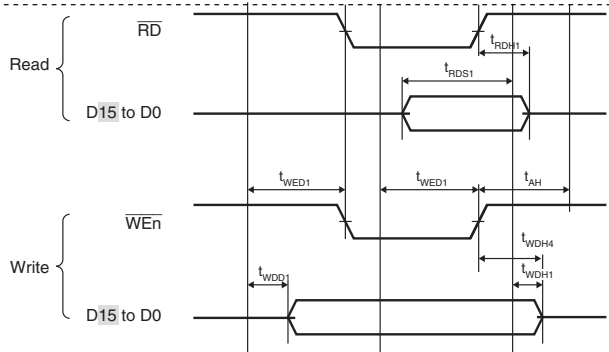 RD
tRDH1
Read
tRDS1
D15 to D0
tWED1
tWED1
tAH
WEn
tWDH4
Write
tWDD1
tWDH1
D15 to D0